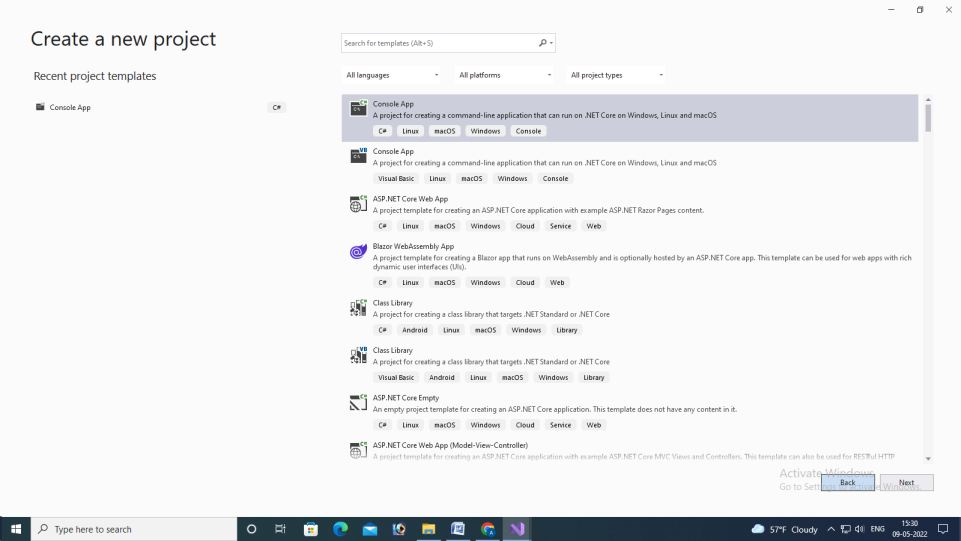 Create a new project
Search for templates (Alt+S)
Recent project templates
All languages
All platforms
All project types
Console App
C#
Console App
A project for creating a command-line application that can run on .NET Core on Windows, Linux and macOS
C# Linux macOS Windows Console
Console App
A project for creating a command-line application that can run on .NET Core on Windows, Linux and macOS
Visual Basic Linux macOS Windows Console
ASP.NET Core Web App
A project template for creating an ASP.NET Core application with example ASP.NET Razor Pages content.
C# Linux macOS Windows Cloud Service Web
Blazor WebAssembly App
A project template for creating a Blazor app that runs on WebAssembly and is optionally hosted by an ASP.NET Core app. This template can be used for web apps with rich
dynamic user interfaces (UIs).
C# Linux macOS Windows Cloud Web
Class Library
A project for creating a class library that targets .NET Standard or .NET Core
C# Android Linux macOS Windows Library
Class Library
A project for creating a class library that targets .NET Standard or .NET Core
Visual Basic Android Linux macOS Windows Library
ASP.NET Core Empty
An empty project template for creating an ASP.NET Core application. This template does not have any content in it.
C# Linux macOS Windows Cloud Service Web
ASP.NET Core Web App (Model-View-Controller)
A project template for creating an ASP.NET Core application with example ASP.NET Core MVC Views and Controllers. This template can also be used for RESTful HTTP
Activate Windows
Go to Settings to activate Windows.
Back
Next
Type here to search
57°F Cloudy
ENG
15:30
09-05-2022